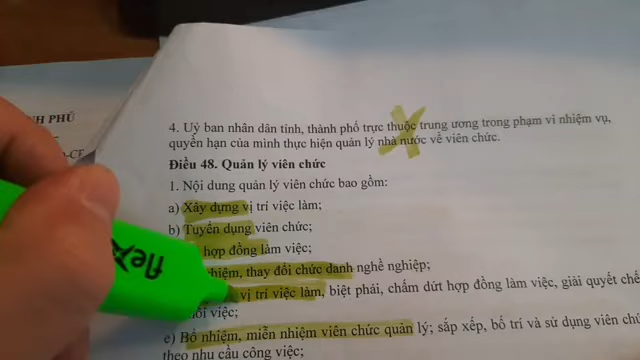 NH PHỦ
4. Uỷ ban nhân dân tỉnh, thành phố trực thuộc trung ương trong phạm vi nhiệm vụ,
quyền hạn của mình thực hiện quản lý nhà nước về viên chức.
Điều 48. Quản lý viên chức
1. Nội dung quản lý viên chức bao gồm:
a) Xây dựng vị trí việc làm;
b) Tuyển dụng viên chức;
hợp đồng làm việc;
nhiệm, thay đổi chức danh nghề nghiệp;
vị trí việc làm, biệt phái, chấm dứt hợp đồng làm việc, giải quyết chế
việc;
e) Bổ nhiệm, miễn nhiệm viên chức quản lý; sắp xếp, bố trí và sử dụng viên
theo nhu cầu công việc;
flex